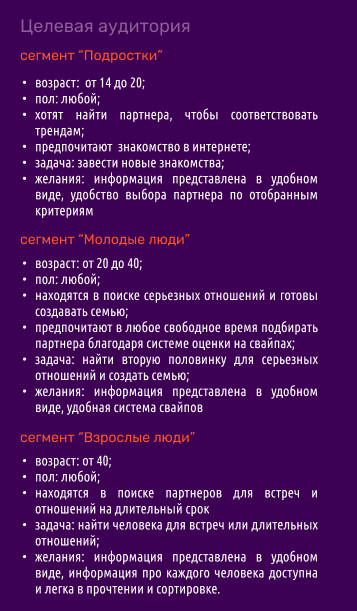 Целевая аудитория
сегмент “Подростки”
• возраст: от 14 до 20;
• пол: любой;
• хотят найти партнера, чтобы соответствовать
трендам;
• предпочитают знакомство в интернете;
• задача: завести новые знакомства;
• желания: информация представлена в удобном
виде, удобство выбора партнера по отобранным
критериям
сегмент “Молодые люди”
• возраст: от 20 до 40;
• пол: любой;
• находятся в поиске серьезных отношений и готовы
создавать семью;
• предпочитают в любое свободное время подбирать
партнера благодаря системе оценки на свайпах;
• задача: найти вторую половинку для серьезных
отношений и создать семью;
• желания: информация представлена в удобном
виде, удобная система свайпов
сегмент “Взрослые люди”
• возраст: от 40;
• пол: любой;
• находятся в поиске партнеров для встреч и
отношений на длительный срок
• задача: найти человека для встреч или длительных
отношений;
• желания: информация представлена в удобном
виде, информация про каждого человека доступна
и легка в прочтении и сортировке.